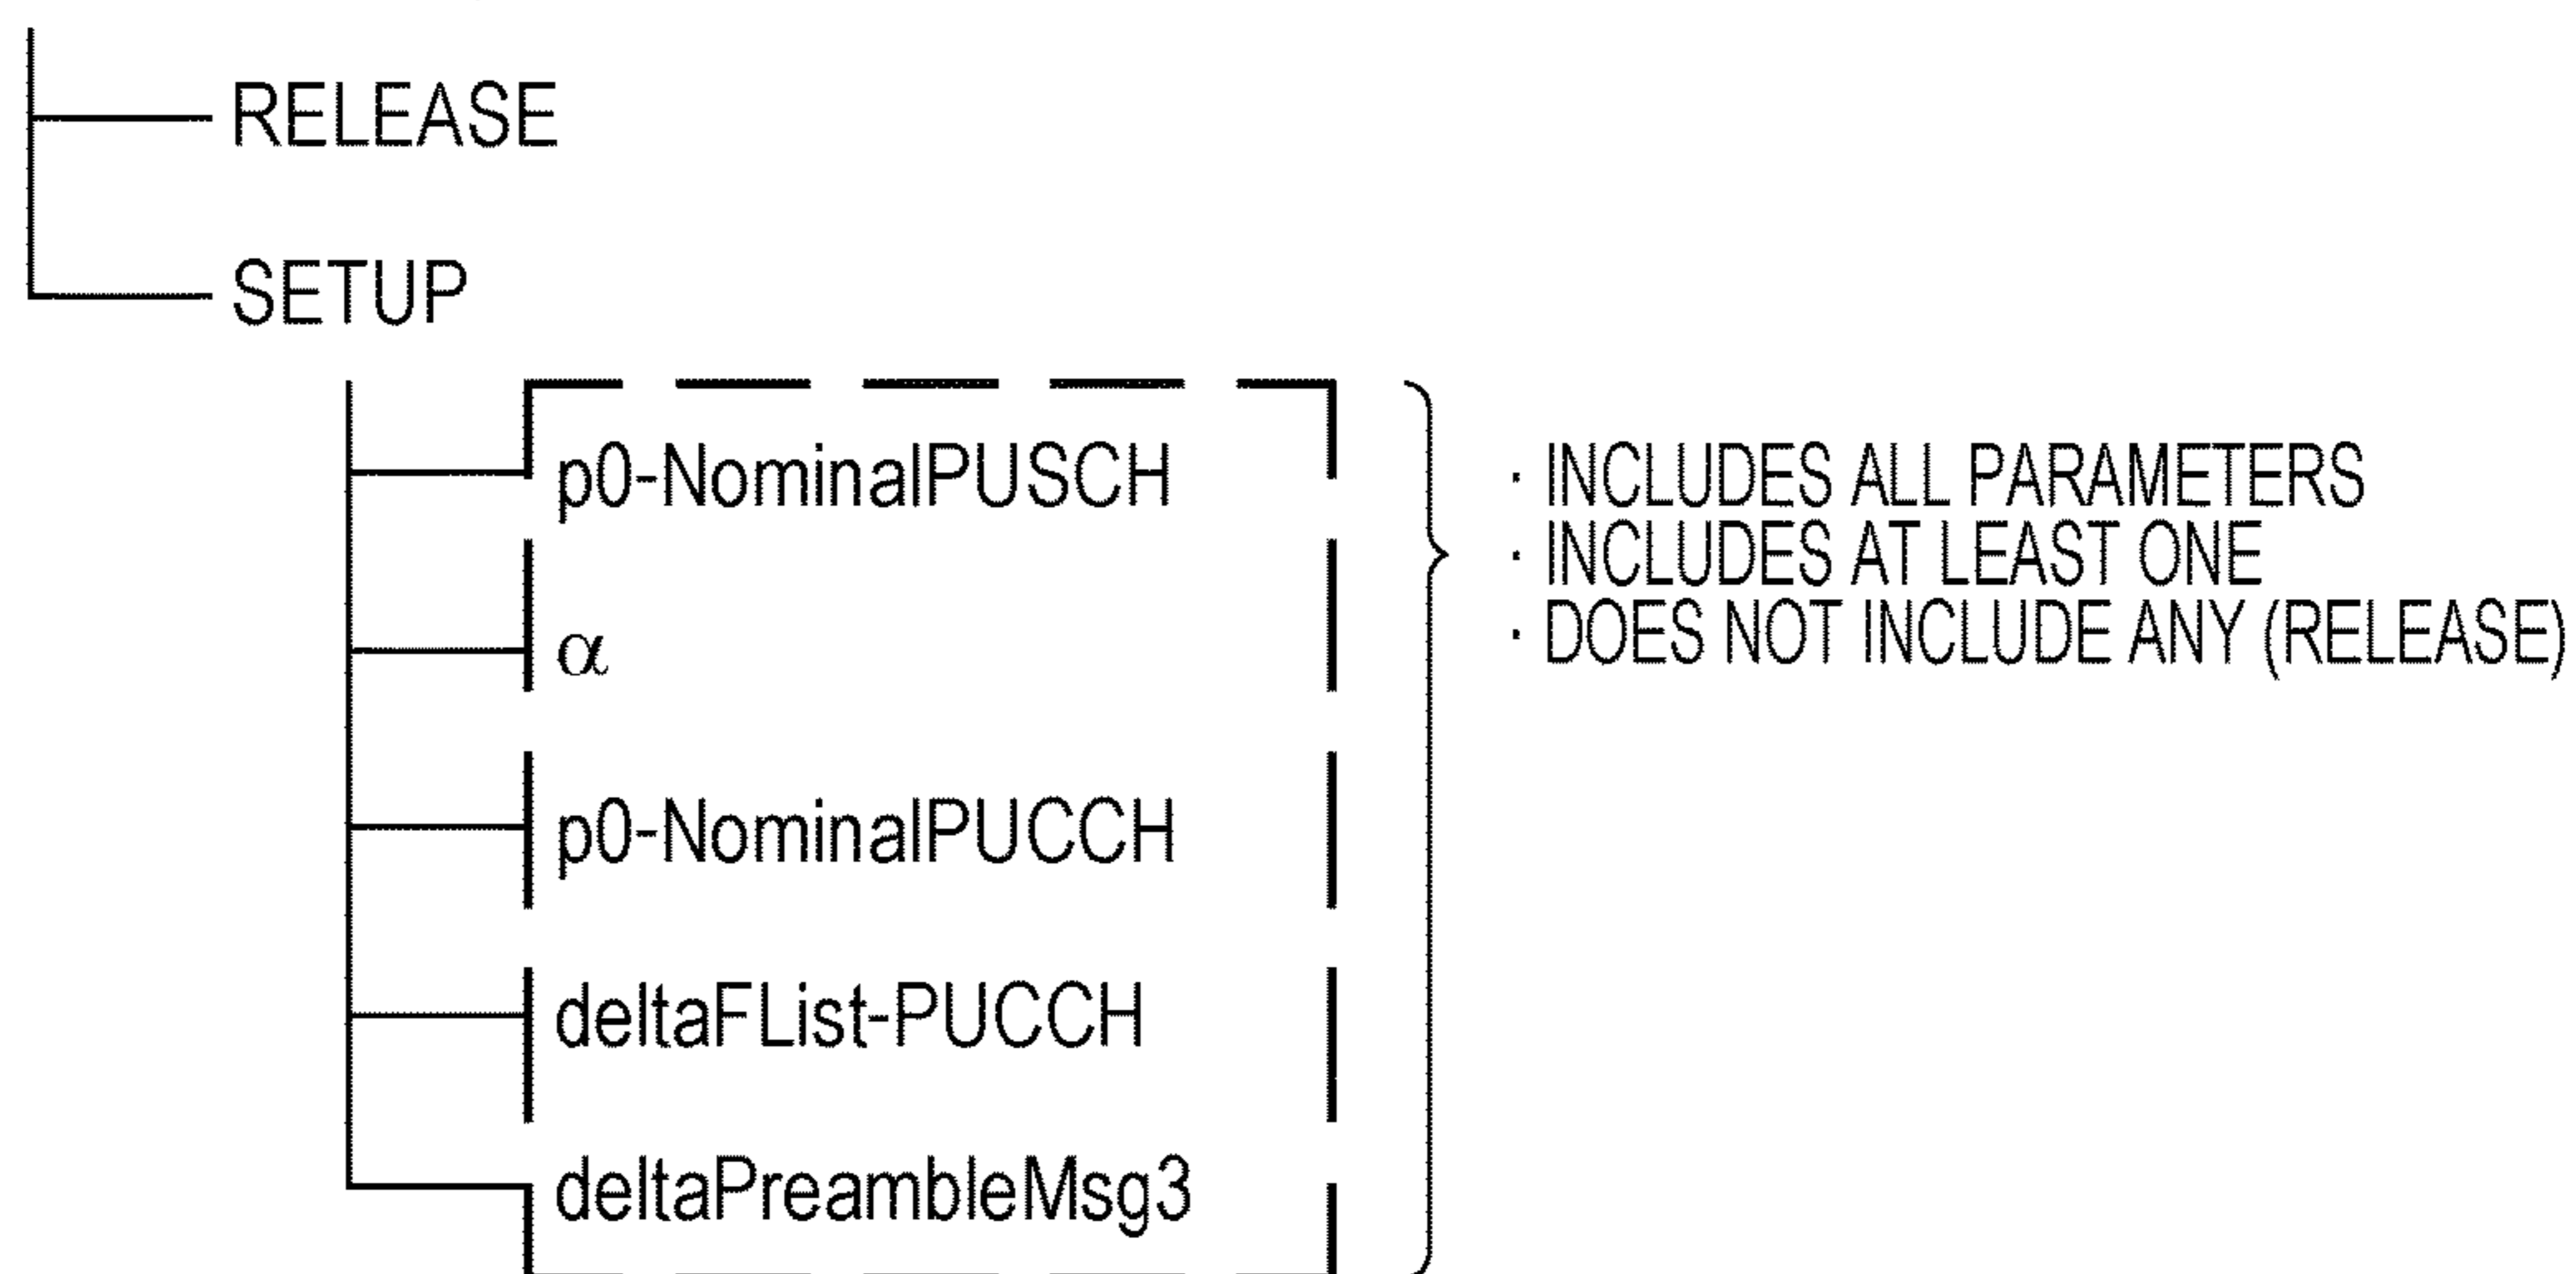 RELEASE
SETUP
p0-NominalPUSCH
α
p0-NominalPUCCH
deltaFList-PUCCH
deltaPreambleMsg3
· INCLUDES ALL PARAMETERS
· INCLUDES AT LEAST ONE
· DOES NOT INCLUDE ANY (RELEASE)